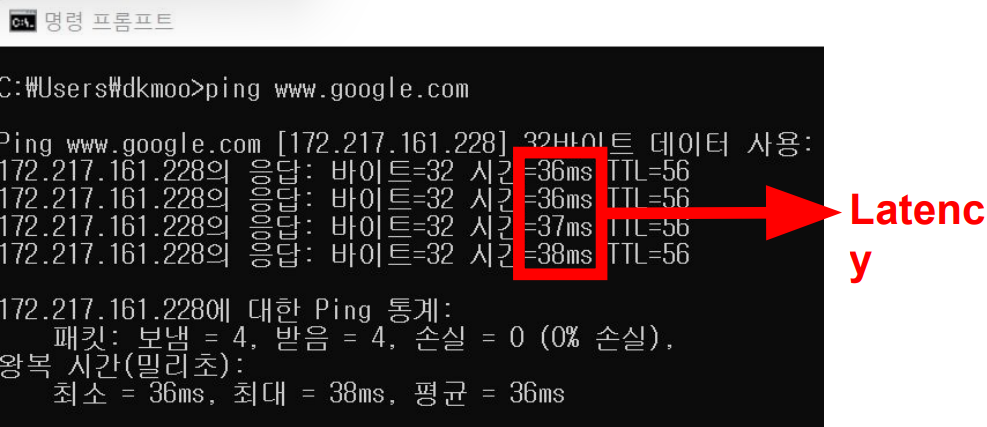 명령 프롬프트
C:₩Users₩dkmoo>ping www.google.com
Ping www.google.com [172.217.161.228] 32바이트 데이터 사용:
172.217.161.228의 응답: 바이트=32 시간=36ms TTL=56
172.217.161.228의 응답: 바이트=32 시간=36ms TTL=56
172.217.161.228의 응답: 바이트=32 시간=37ms TTL=56
172.217.161.228의 응답: 바이트=32 시간=38ms TTL=56
Latenc
y
172.217.161.228에 대한 Ping 통계:
패킷: 보냄 = 4, 받음 = 4, 손실 = 0 (0% 손실),
왕복 시간(밀리초):
최소 = 36ms, 최대 = 38ms, 평균 = 36ms